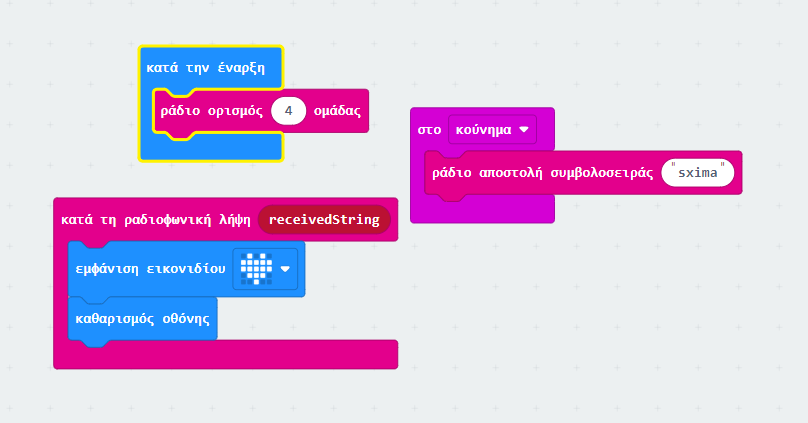 κατά την έναρξη
ράδιο ορισμός 4 ομάδας
στο κούνημα
ράδιο αποστολή συμβολοσειράς "sxima"
κατά τη ραδιοφωνική λήψη receivedString
εμφάνιση εικονιδίου
καθαρισμός οθόνης